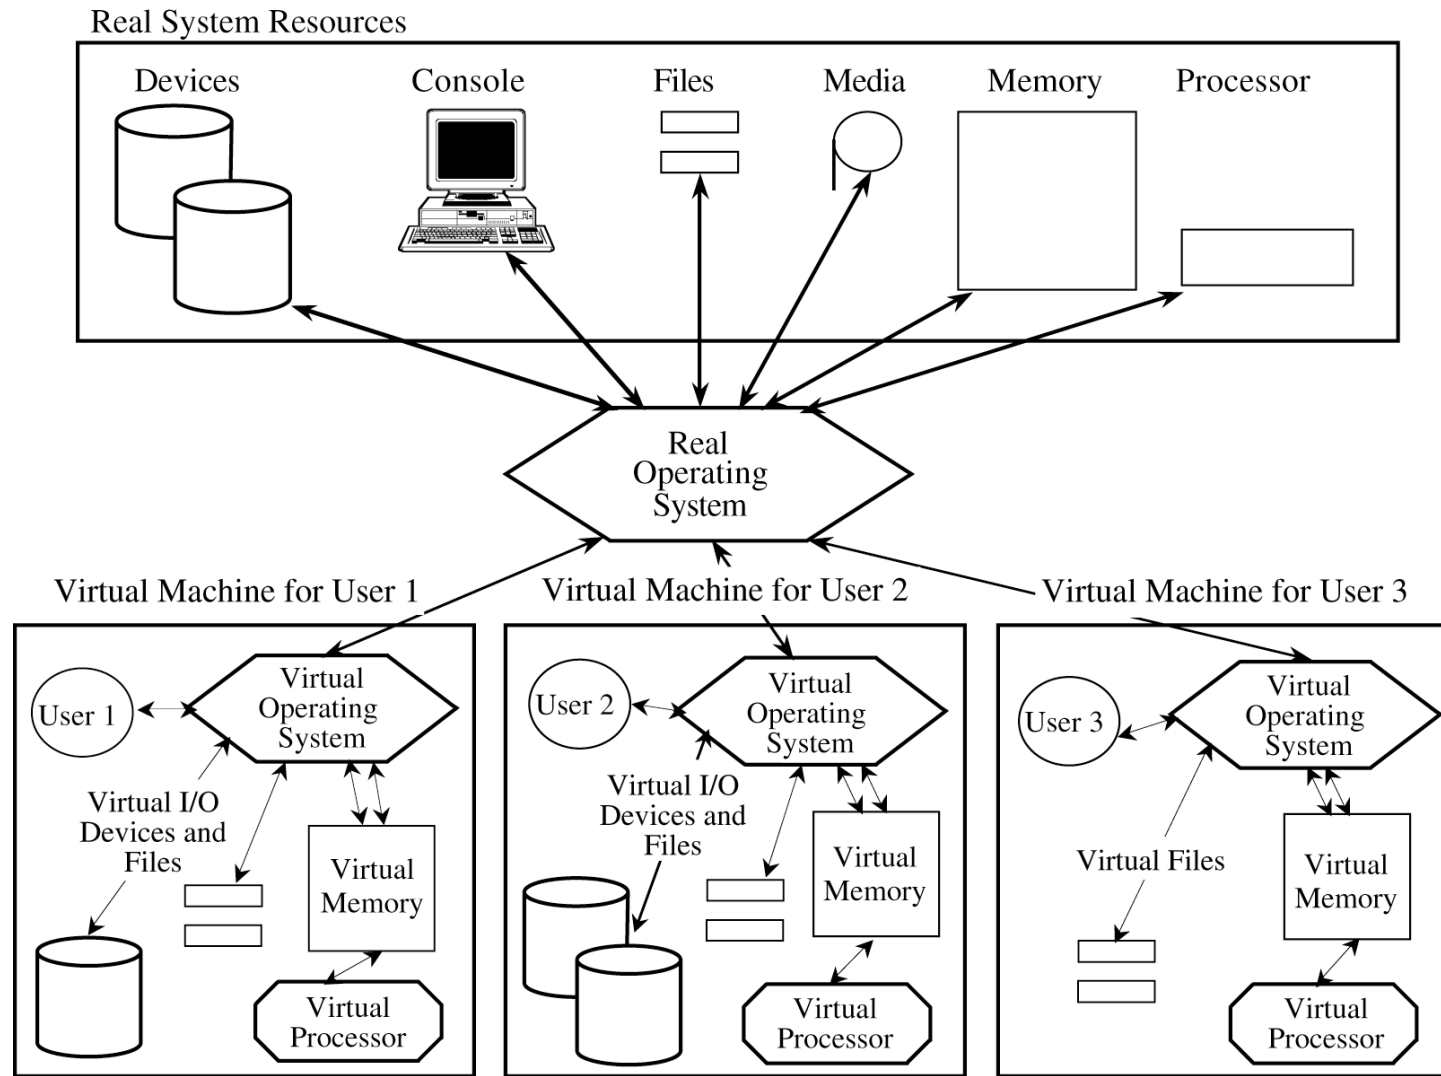 Real System Resources
Devices
Console
Files
Media
Memory
Processor
Real
Operating
System
Virtual Machine for User 1
Virtual Machine for User 2
Virtual Machine for User 3
User 1
Virtual
Operating
System
Virtual I/O
Devices and
Files
Virtual
Memory
Virtual
Processor
User 2
Virtual
Operating
System
Virtual I/O
Devices and
Files
Virtual
Memory
Virtual
Processor
User 3
Virtual
Operating
System
Virtual Files
Virtual
Memory
Virtual
Processor